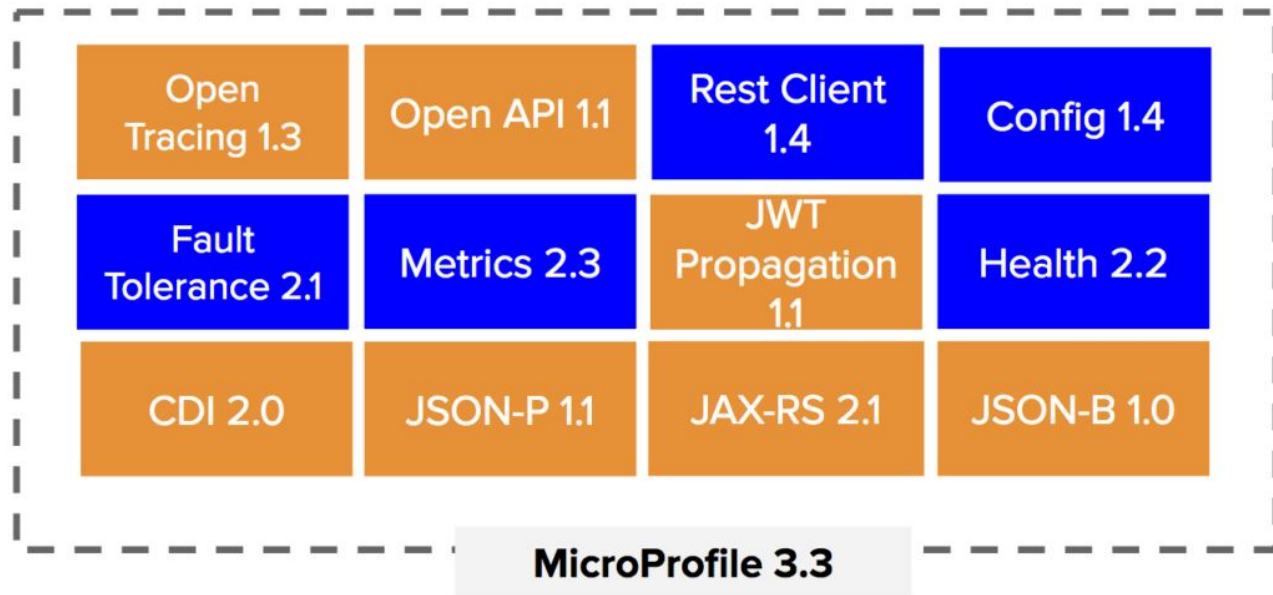 Open
Tracing 1.3
Open API 1.1
Rest Client
1.4
Config 1.4
Fault
Tolerance 2.1
Metrics 2.3
JWT
Propagation
1.1
Health 2.2
CDI 2.0
JSON-P 1.1
JAX-RS 2.1
JSON-B 1.0
MicroProfile 3.3